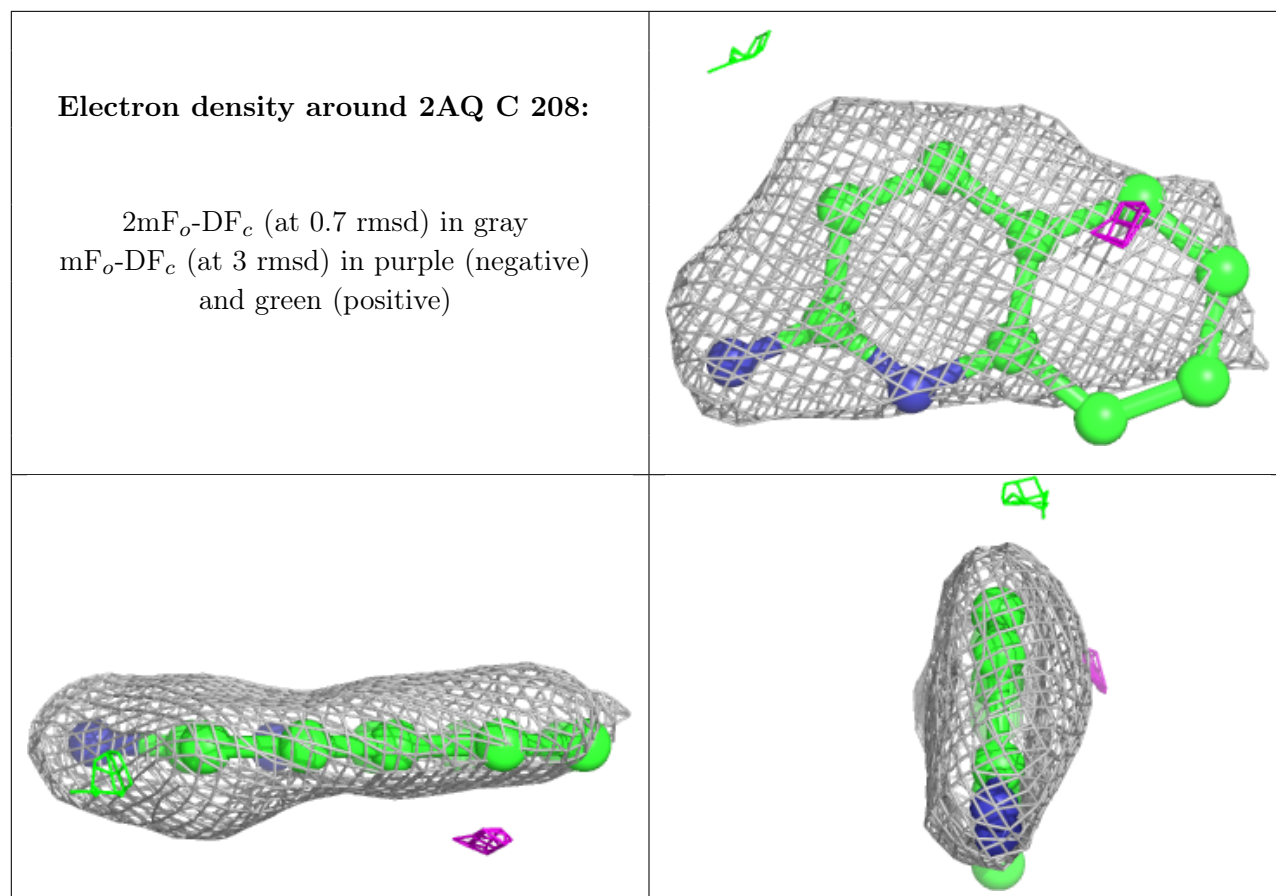 Electron density around 2AQ C 208:
2mFₒ-DF𝒸 (at 0.7 rmsd) in gray
mFₒ-DF𝒸 (at 3 rmsd) in purple (negative)
and green (positive)